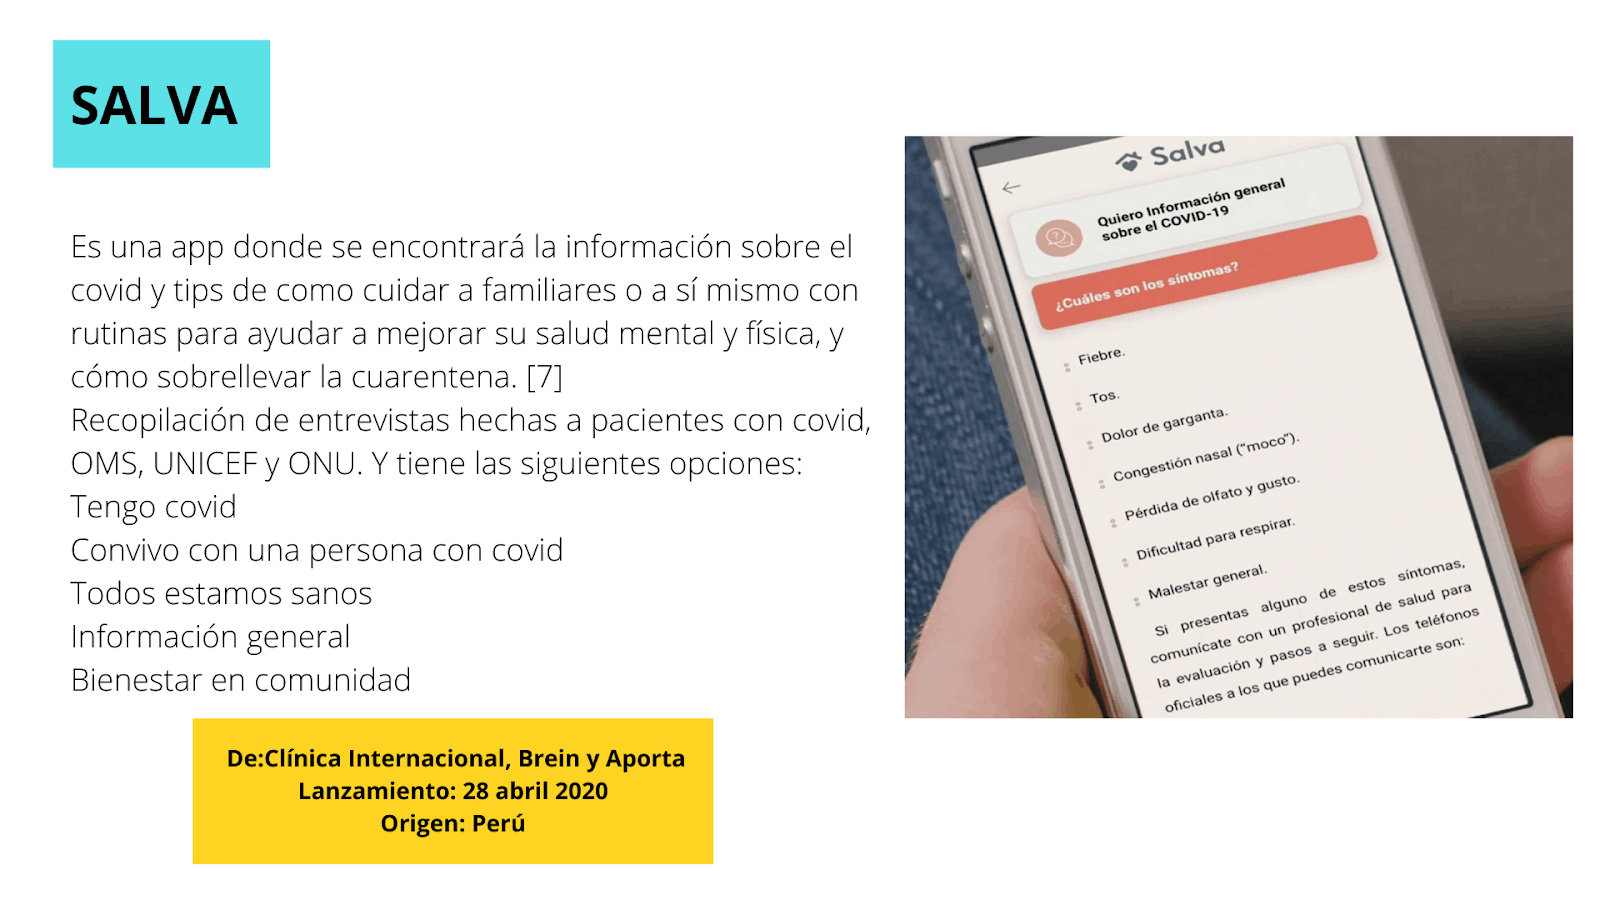 SALVA
Es una app donde se encontrará la información sobre el
covid y tips de como cuidar a familiares o a sí mismo con
rutinas para ayudar a mejorar su salud mental y física, y
cómo sobrellevar la cuarentena. [7]
Recopilación de entrevistas hechas a pacientes con covid,
OMS, UNICEF y ONU. Y tiene las siguientes opciones:
Tengo covid
Convivo con una persona con covid
Todos estamos sanos
Información general
Bienestar en comunidad
De:Clínica Internacional, Brein y Aporta
Lanzamiento: 28 abril 2020
Origen: Perú
Salva
Quiero Información general
sobre el COVID-19
¿Cuáles son los síntomas?
Fiebre.
Tos.
Dolor de garganta.
Congestión nasal ("moco").
Pérdida de olfato y gusto.
Dificultad para respirar.
Malestar general.
Si presentas alguno de estos síntomas,
comunícate con un profesional de salud para
la evaluación y pasos a seguir. Los teléfonos
oficiales a los que puedes comunicarte son: